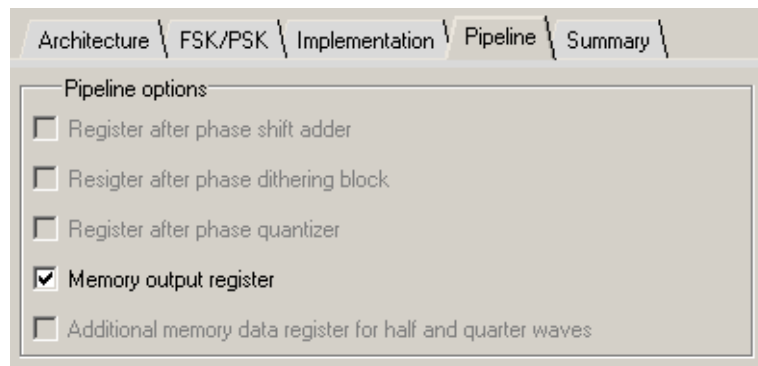 Architecture FSK/PSK Implementation Pipeline Summary
Pipeline options
Register after phase shift adder
Resigter after phase dithering block
Register after phase quantizer
Memory output register
Additional memory data register for half and quarter waves